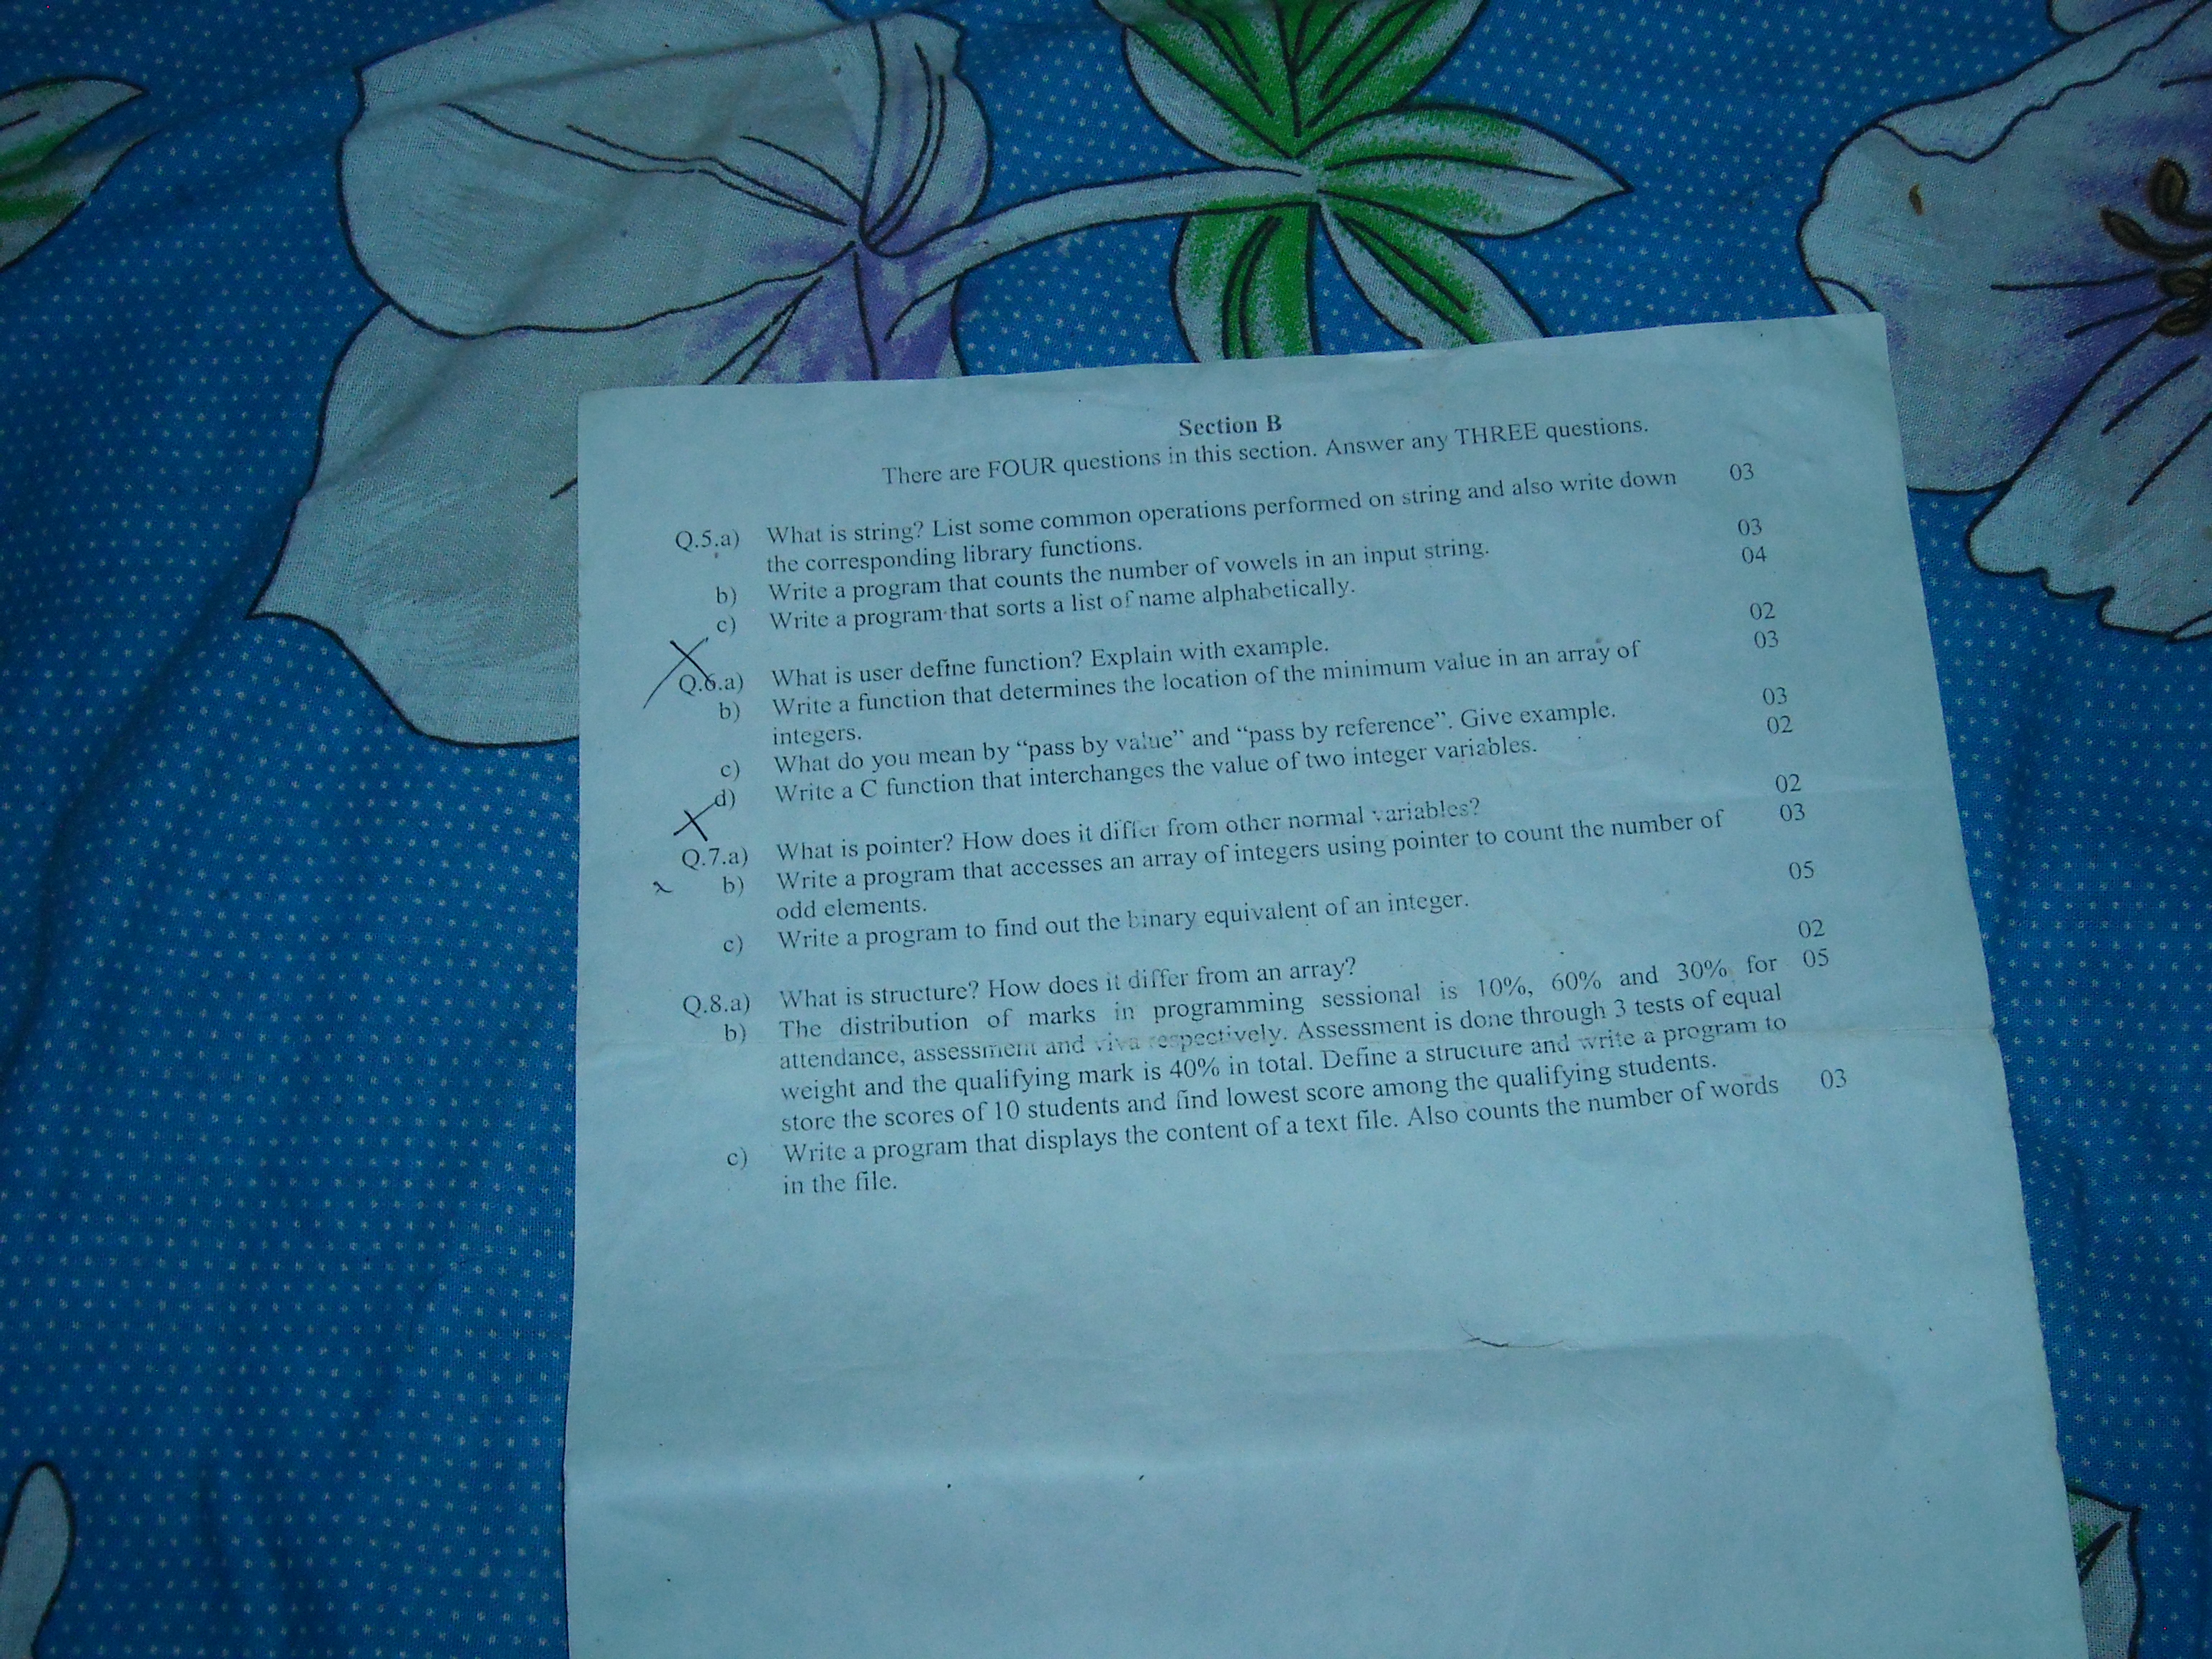 Section B
There are FOUR questions in this section. Answer any THREE questions.
Q.5.a) What is string? List some common operations performed on string and also write down 03
the corresponding library functions.
b) Write a program that counts the number of vowels in an input string. 03
c) Write a program that sorts a list of name alphabetically. 04
Q.6.a) What is user define function? Explain with example. 02
b) Write a function that determines the location of the minimum value in an array of 03
integers.
c) What do you mean by “pass by value” and “pass by reference”. Give example. 03
d) Write a C function that interchanges the value of two integer variables. 02
Q.7.a) What is pointer? How does it differ from other normal variables? 02
b) Write a program that accesses an array of integers using pointer to count the number of 03
odd elements.
c) Write a program to find out the binary equivalent of an integer. 05
Q.8.a) What is structure? How does it differ from an array? 02
b) The distribution of marks in programming sessional is 10%, 60% and 30% for 05
attendance, assessment and viva respectively. Assessment is done through 3 tests of equal
weight and the qualifying mark is 40% in total. Define a structure and write a program to
store the scores of 10 students and find lowest score among the qualifying students.
c) Write a program that displays the content of a text file. Also counts the number of words 03
in the file.